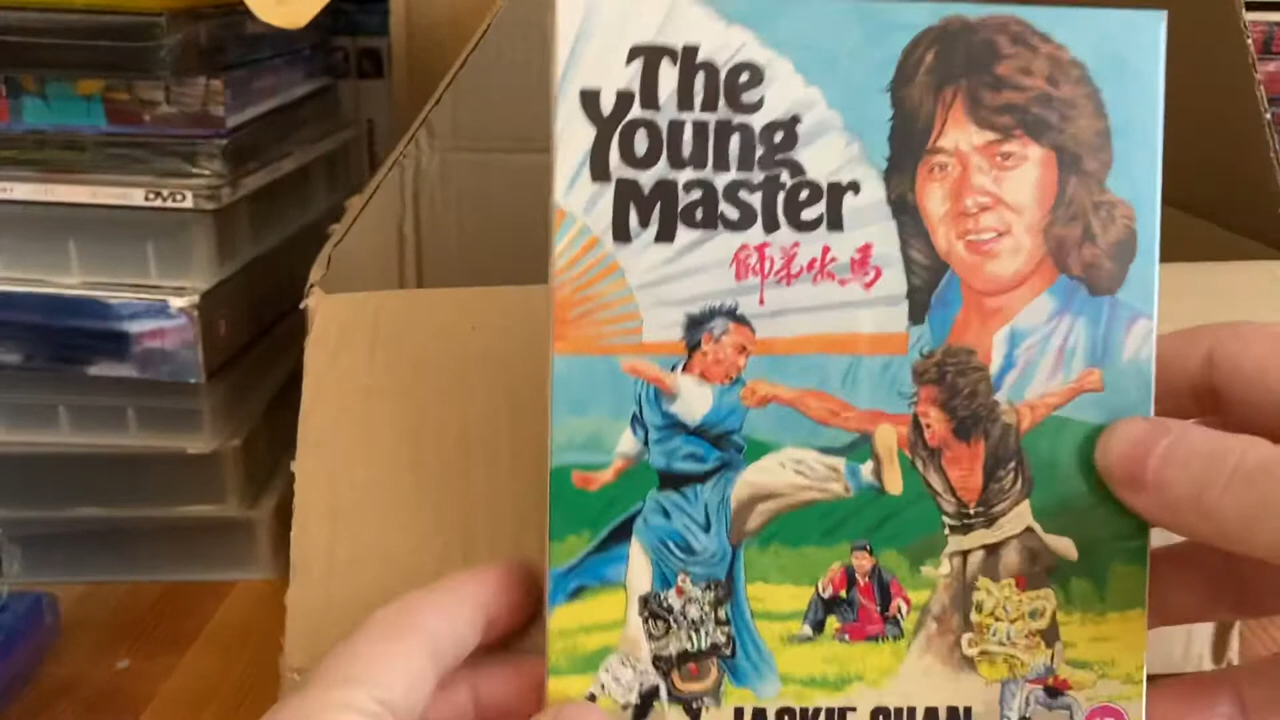 The
Young
Master
師弟出馬
JACKIE CHAN
DVD